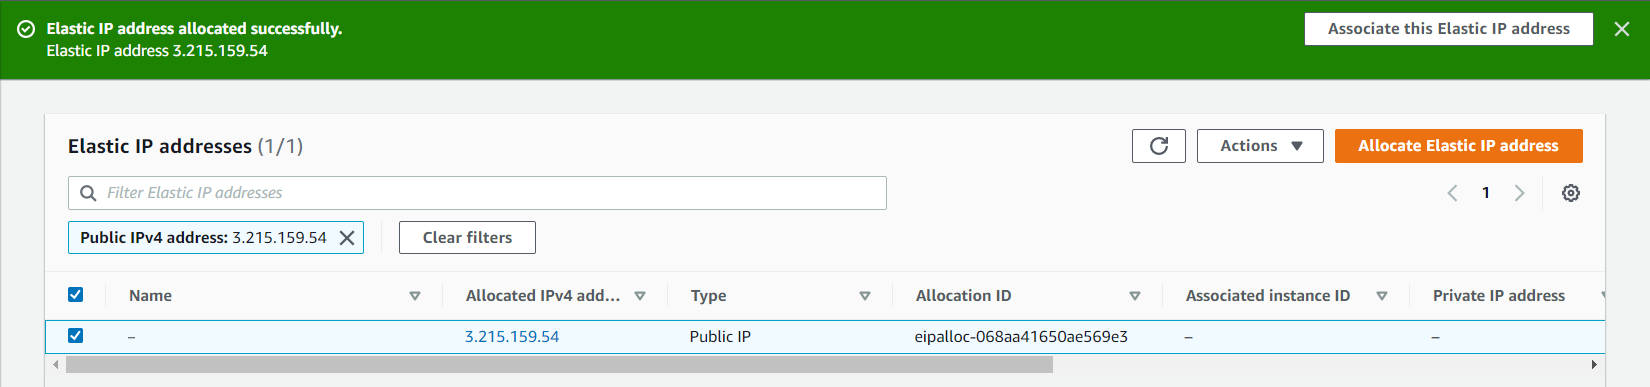 Elastic IP address allocated successfully.
Elastic IP address 3.215.159.54
Associate this Elastic IP address
Elastic IP addresses (1/1)
Actions
Allocate Elastic IP address
Filter Elastic IP addresses
1
Public IPv4 address: 3.215.159.54
Clear filters
Name Allocated IPv4 add... Type Allocation ID Associated instance ID Private IP address
– 3.215.159.54 Public IP eipalloc-068aa41650ae569e3 – –